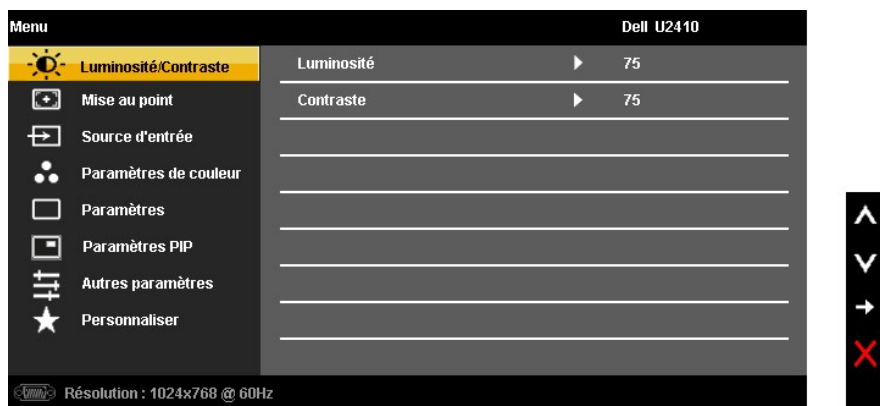 Menu Dell U2410
Luminosité/Contraste Luminosité 75
Mise au point Contraste 75
Source d'entrée
Paramètres de couleur
Paramètres
Paramètres PIP
Autres paramètres
Personnaliser
Résolution : 1024x768 @ 60Hz